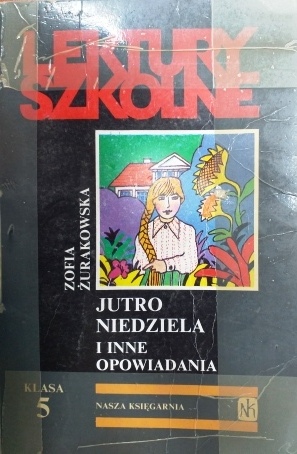 LEKTURY
SZKOLNE
ZOFIA
ŻURAKOWSKA
JUTRO
NIEDZIELA
I INNE
OPOWIADANIA
KLASA
5
NASZA KSIĘGARNIA
NK